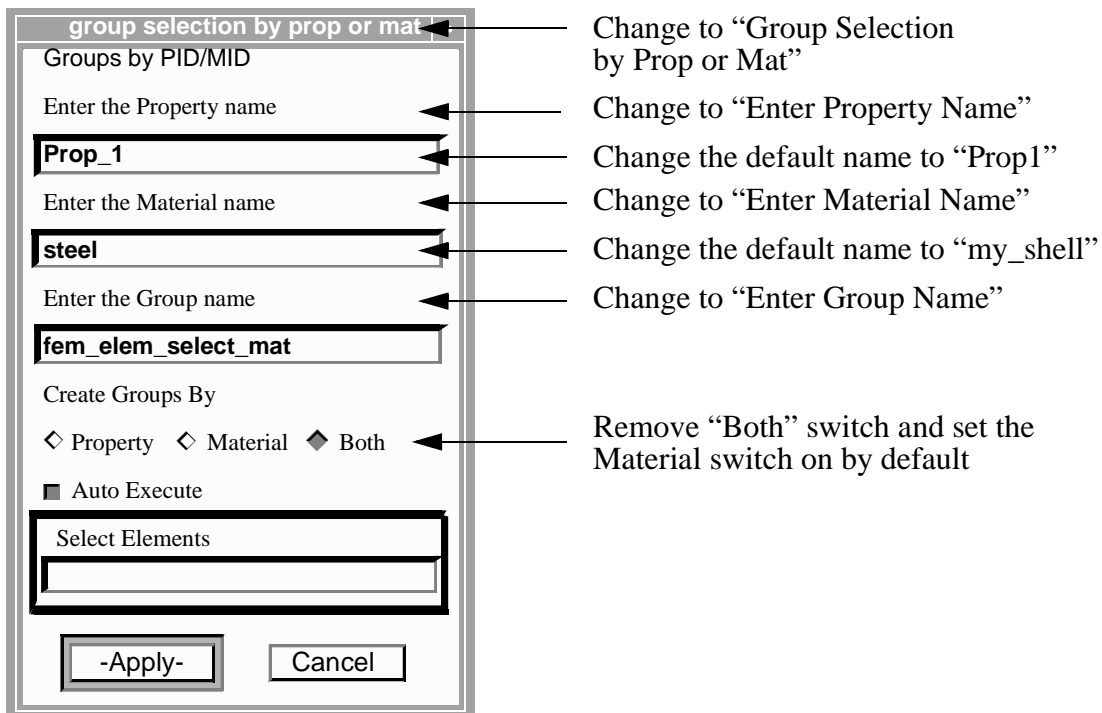 group selection by prop or mat
Change to “Group Selection
by Prop or Mat”
Groups by PID/MID
Enter the Property name
Change to “Enter Property Name”
Prop_1
Change the default name to “Prop1”
Enter the Material name
Change to “Enter Material Name”
steel
Change the default name to “my_shell”
Enter the Group name
Change to “Enter Group Name”
fem_elem_select_mat
Create Groups By
Property Material Both
Remove “Both” switch and set the
Material switch on by default
Auto Execute
Select Elements
-Apply- Cancel